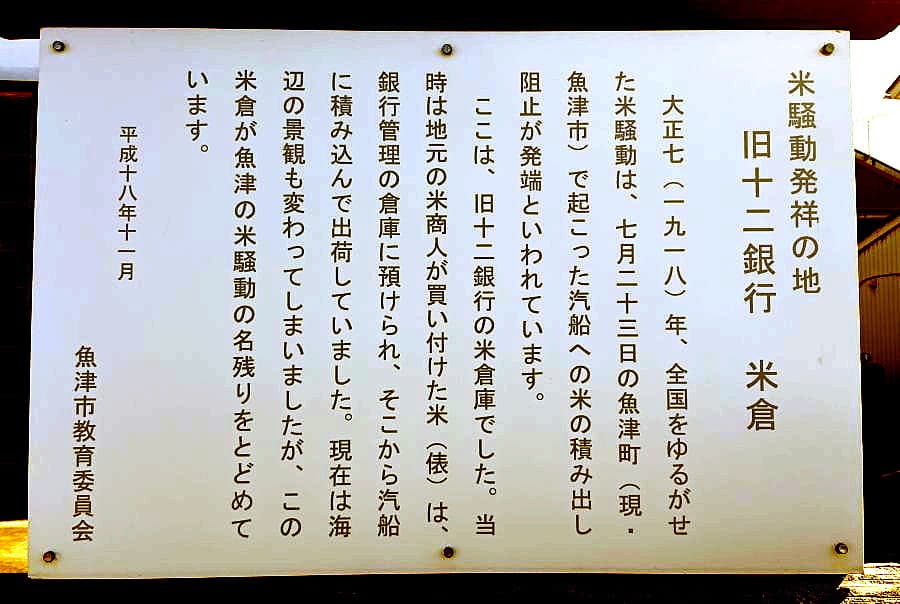 米騒動発祥の地
旧十二銀行　米倉
大正七（一九一八）年、全国をゆるがせ
た米騒動は、七月二十三日の魚津町（現・
魚津市）で起こった汽船への米の積み出し
阻止が発端といわれています。
ここは、旧十二銀行の米倉庫でした。当
時は地元の米商人が買い付けた米（俵）は、
銀行管理の倉庫に預けられ、そこから汽船
に積み込んで出荷していました。現在は海
辺の景観も変わってしまいましたが、この
米倉が魚津の米騒動の名残りをとどめて
います。
平成十八年十一月
魚津市教育委員会